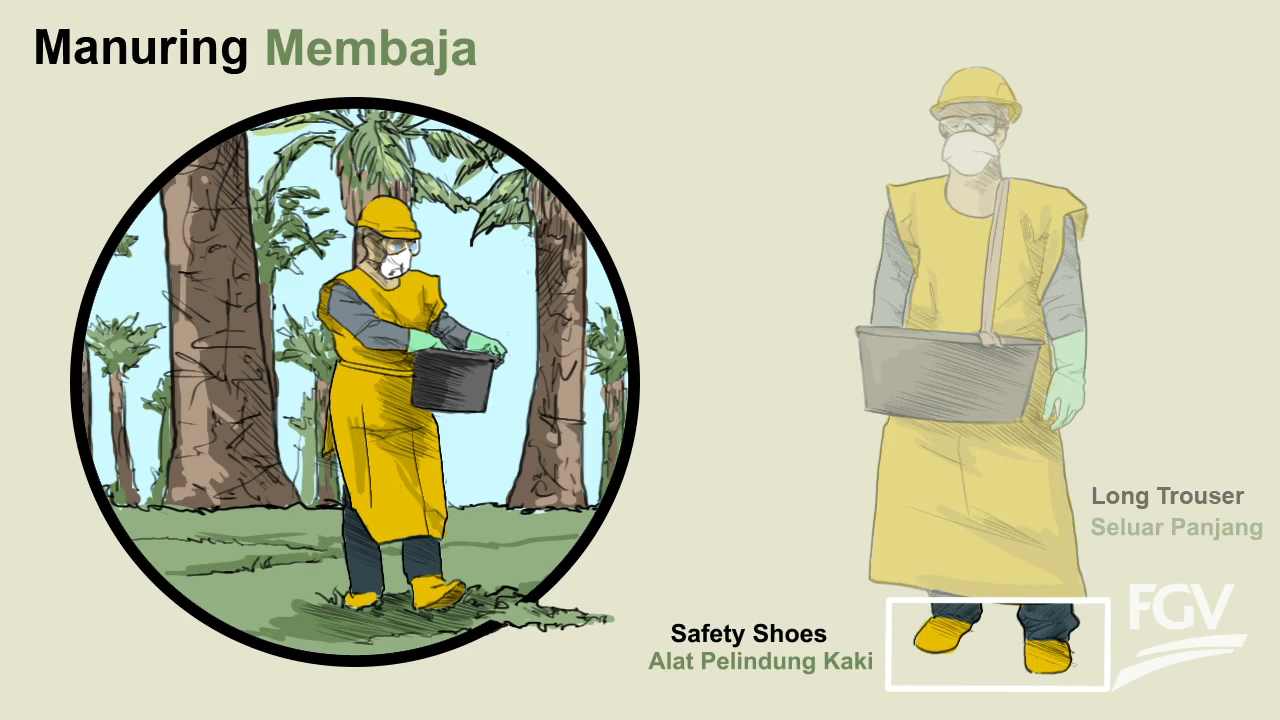 Manuring Membaja
Long Trouser
Seluar Panjang
FGV
Safety Shoes
Alat Pelindung Kaki